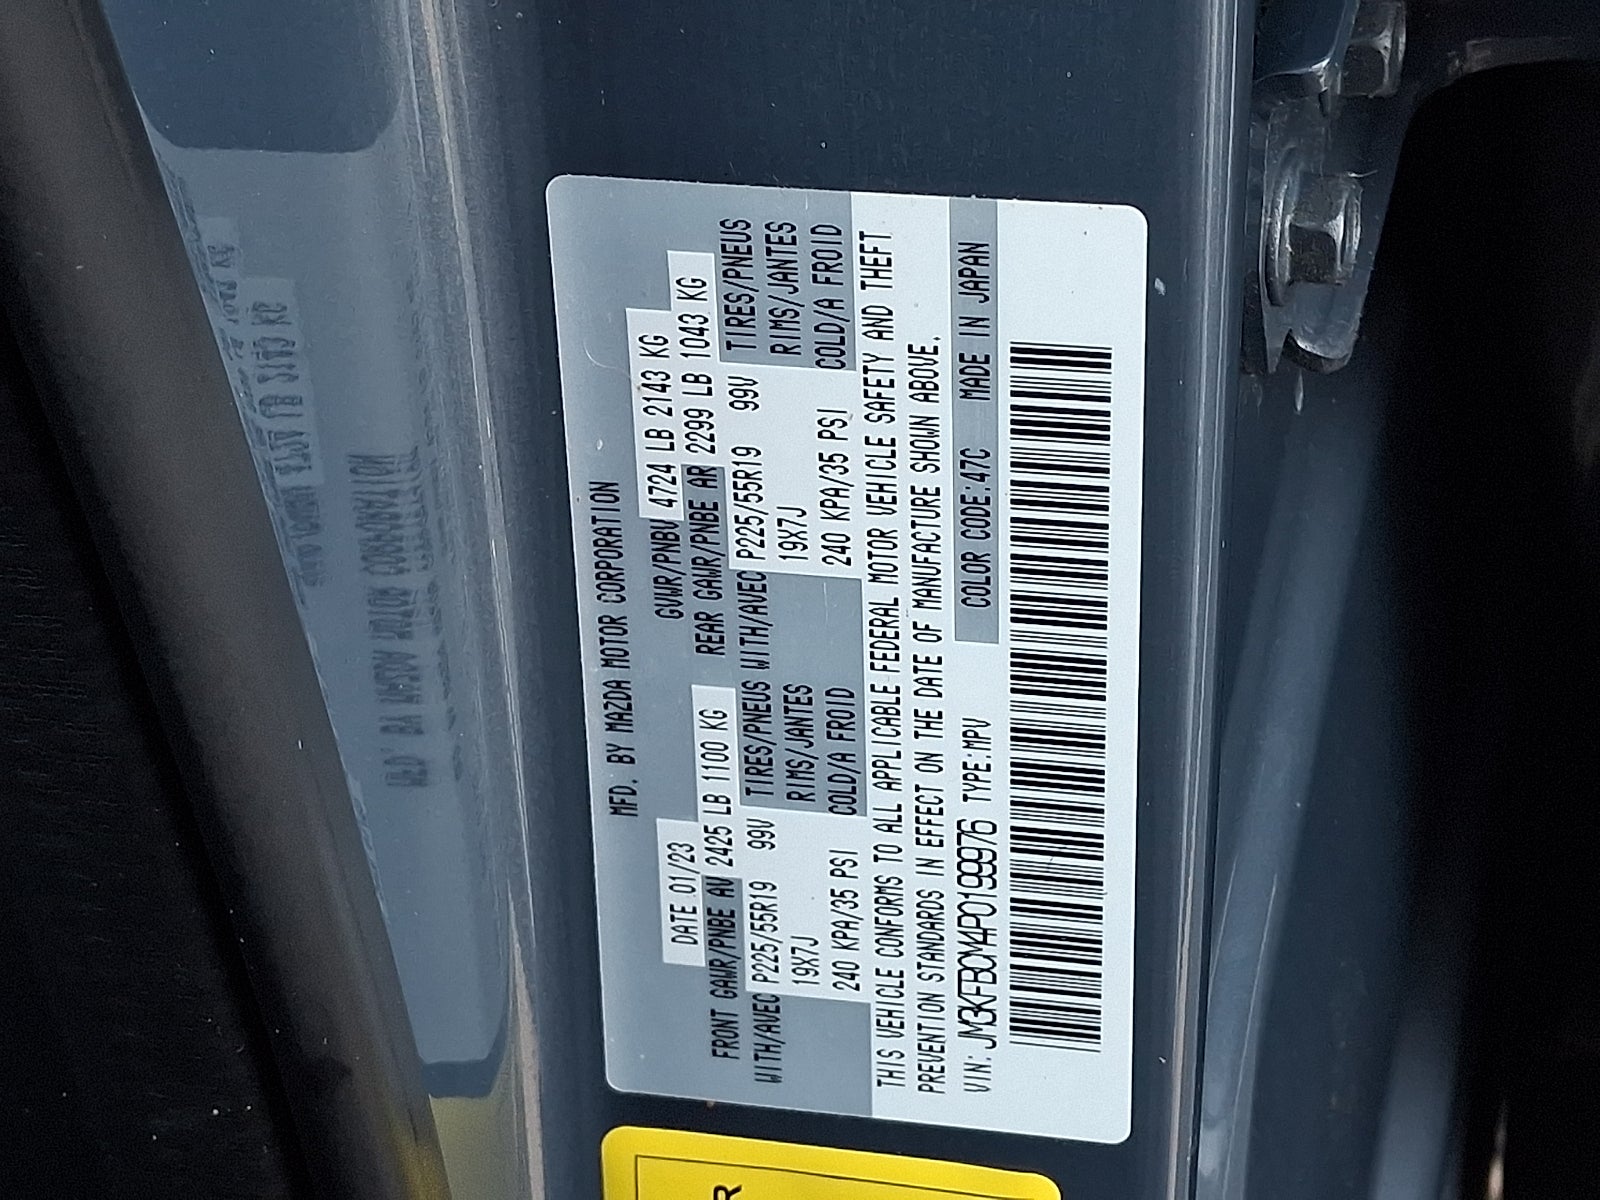 MFD. BY MAZDA MOTOR CORPORATION
DATE 01/23 GVWR/PNBV 4724 LB 2143 KG
FRONT GAWR/PNBE AV 2425 LB 1100 KG REAR GAWR/PNBE AR 2299 LB 1043 KG
WITH/AVEC P225/55R19 99V TIRES/PNEUS WITH/AVEC P225/55R19 99V TIRES/PNEUS
19X7J RIMS/JANTES 19X7J RIMS/JANTES
240 KPA/35 PSI COLD/A FROID 240 KPA/35 PSI COLD/A FROID
THIS VEHICLE CONFORMS TO ALL APPLICABLE FEDERAL MOTOR VEHICLE SAFETY AND THEFT
PREVENTION STANDARDS IN EFFECT ON THE DATE OF MANUFACTURE SHOWN ABOVE.
VIN: JM3KFBCM4P0199976 TYPE:MPV COLOR CODE:47C MADE IN JAPAN
R